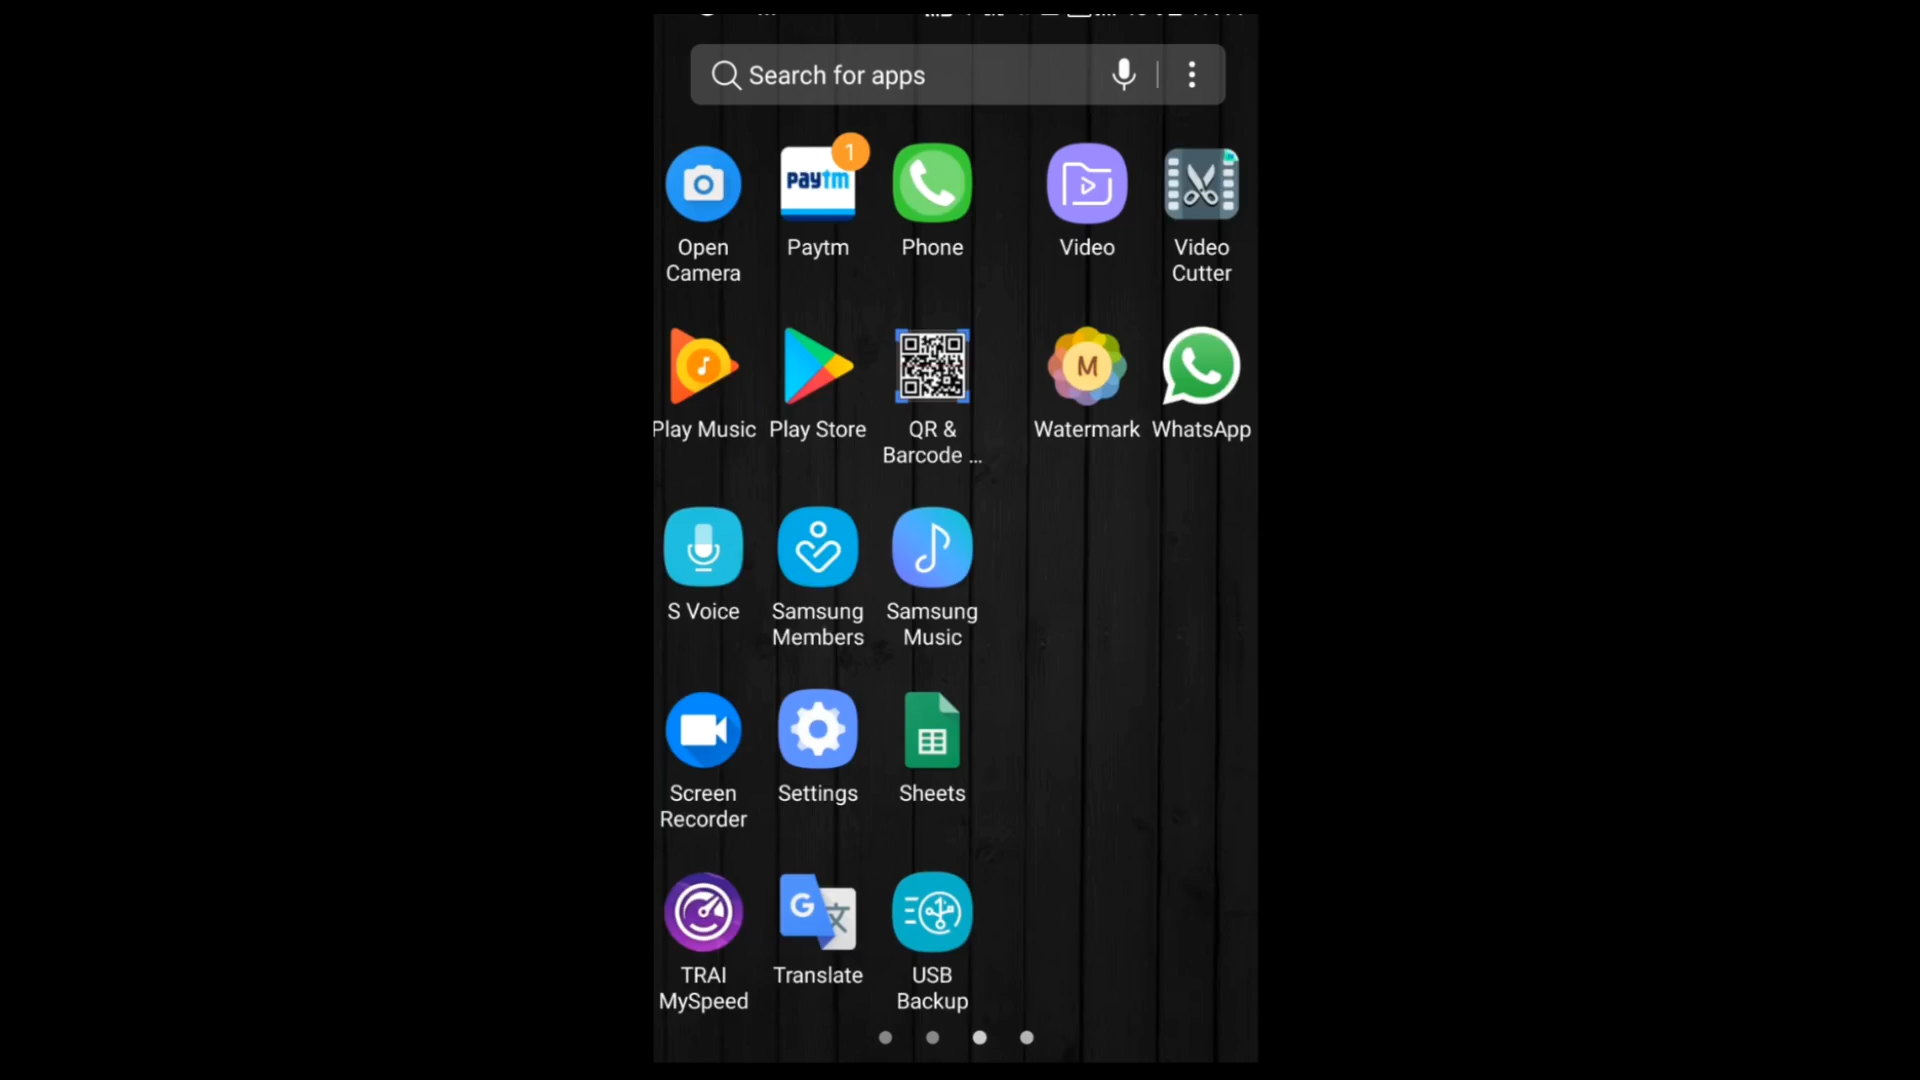 Search for apps
1
paytm
Open Camera
Paytm
Phone
Video
Video Cutter
M
Play Music
Play Store
QR & Barcode ...
Watermark
WhatsApp
S Voice
Samsung Members
Samsung Music
Screen Recorder
Settings
Sheets
G
文
TRAI MySpeed
Translate
USB Backup